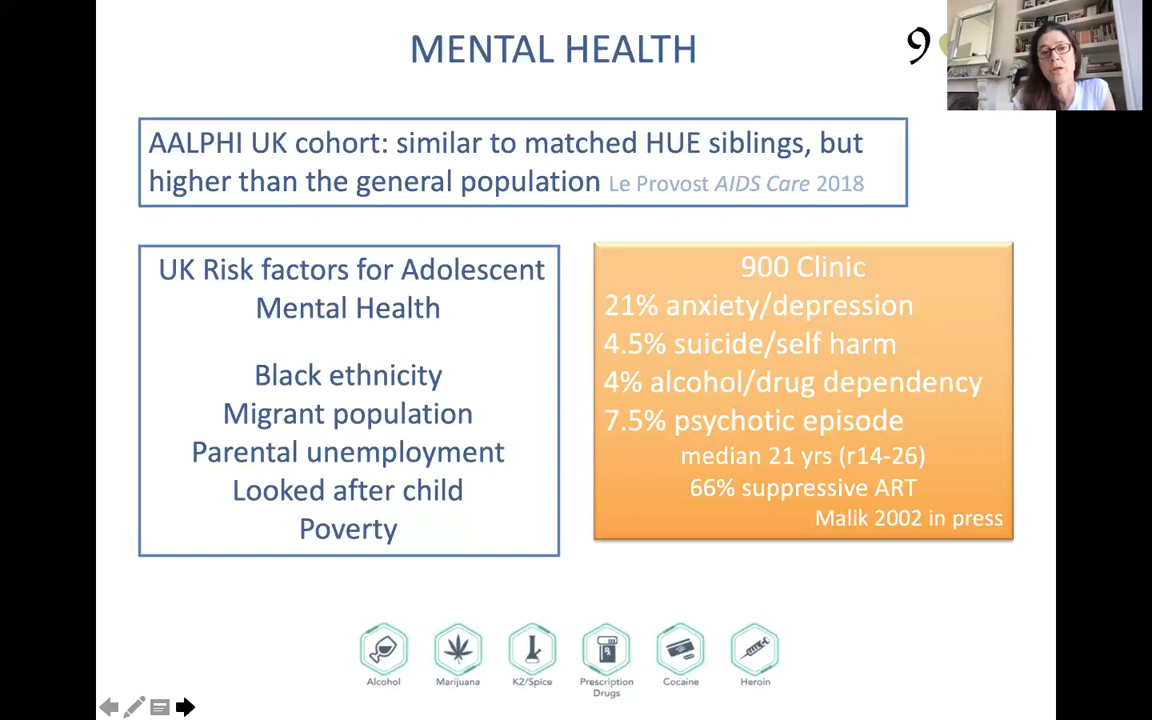 MENTAL HEALTH
9
AALPHI UK cohort: similar to matched HUE siblings, but
higher than the general population Le Provost AIDS Care 2018
UK Risk factors for Adolescent
Mental Health
Black ethnicity
Migrant population
Parental unemployment
Looked after child
Poverty
900 Clinic
21% anxiety/depression
4.5% suicide/self harm
4% alcohol/drug dependency
7.5% psychotic episode
median 21 yrs (r14-26)
66% suppressive ART
Malik 2002 in press
Alcohol
Marijuana
K2/Spice
Prescription
Drugs
Cocaine
Heroin